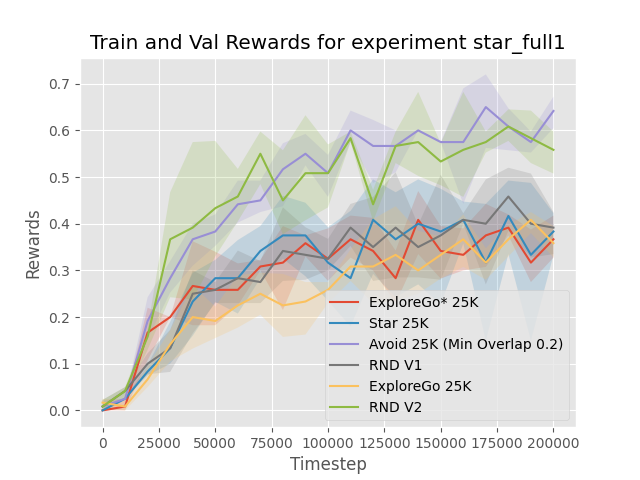 Train and Val Rewards for experiment star_full1
0.7
0.6
0.5
0.4
0.3
0.2
0.1
0.0
Rewards
ExploreGo* 25K
Star 25K
Avoid 25K (Min Overlap 0.2)
RND V1
ExploreGo 25K
RND V2
0 25000 50000 75000 100000 125000 150000 175000 200000
Timestep